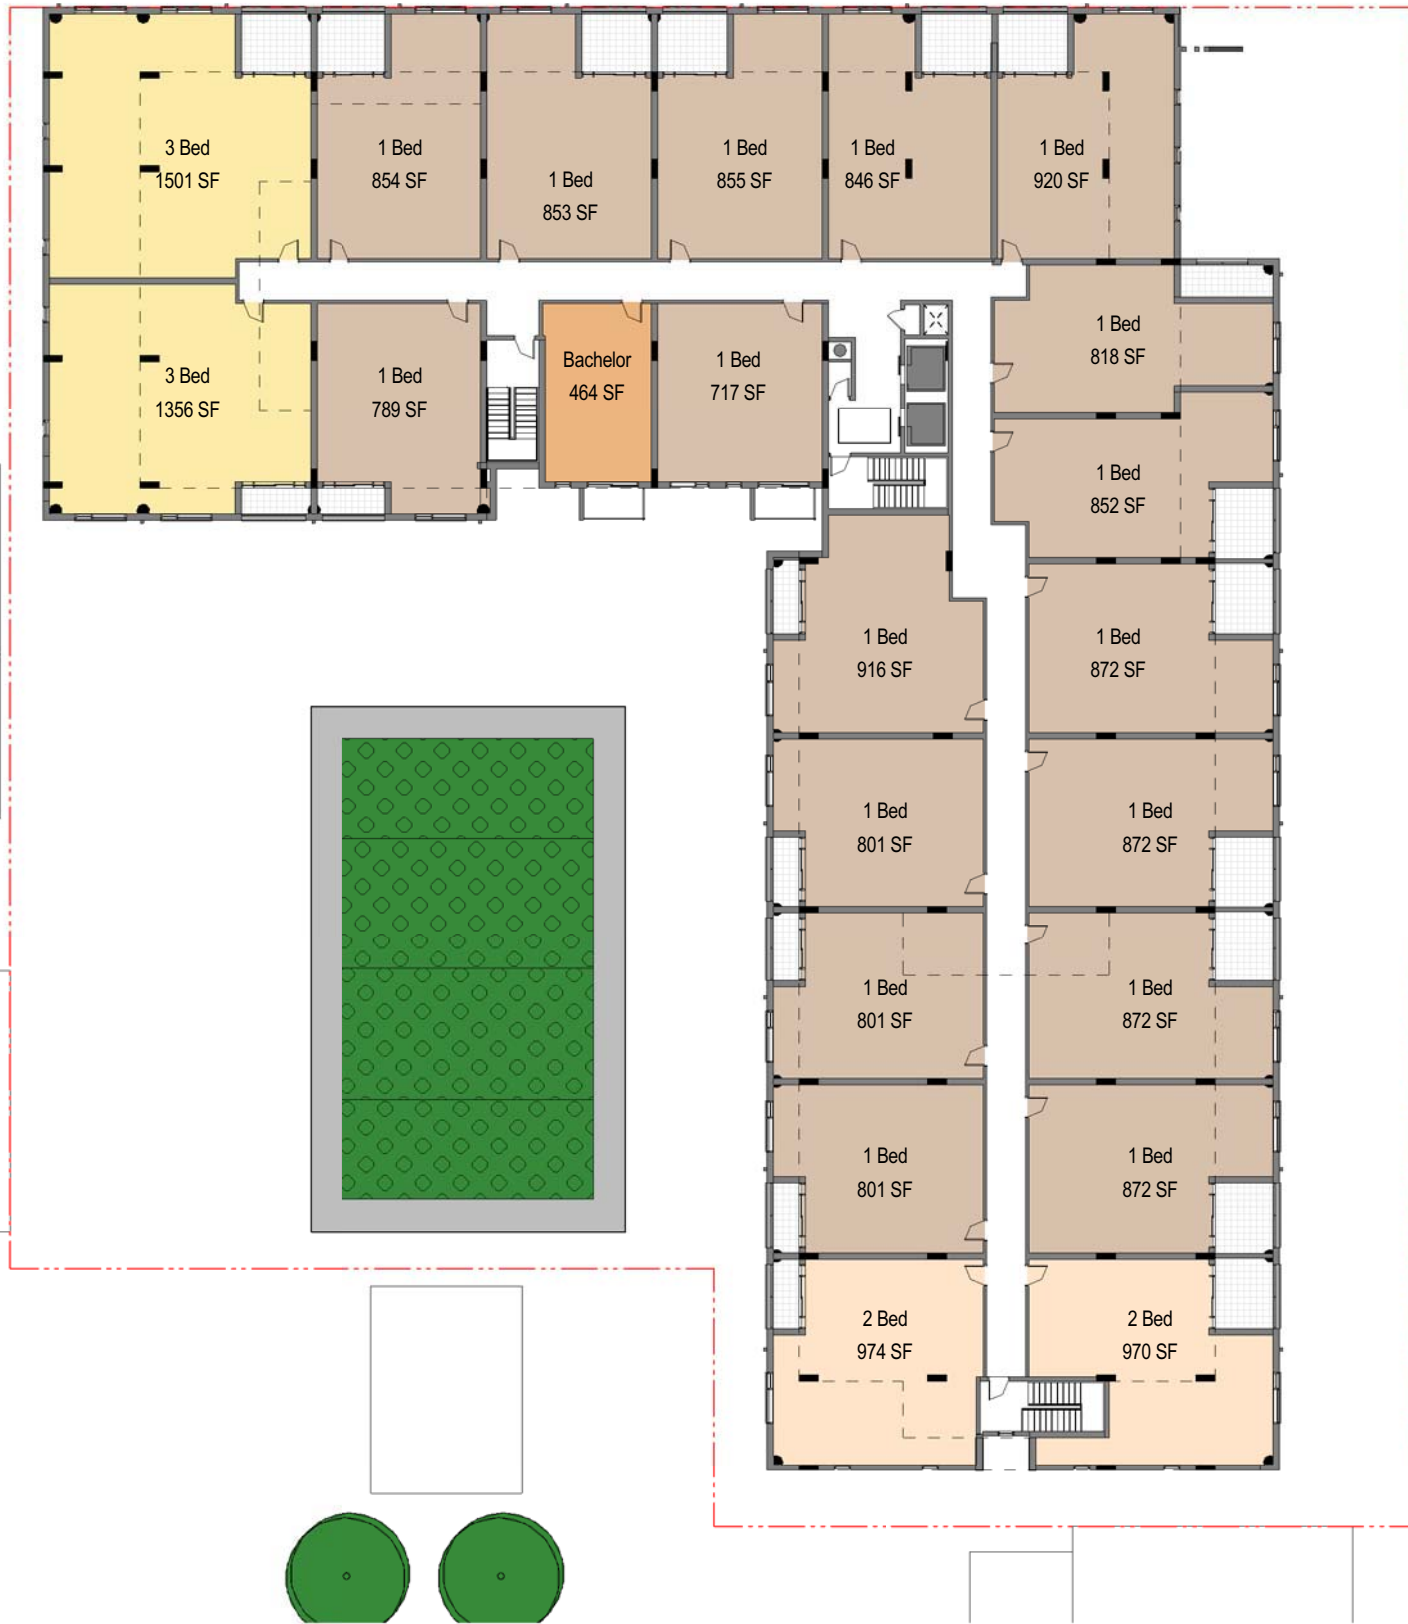 3 Bed
1501 SF
1 Bed
854 SF
1 Bed
853 SF
1 Bed
855 SF
1 Bed
846 SF
1 Bed
920 SF
3 Bed
1356 SF
1 Bed
789 SF
Bachelor
464 SF
1 Bed
717 SF
1 Bed
818 SF
1 Bed
852 SF
1 Bed
916 SF
1 Bed
872 SF
1 Bed
801 SF
1 Bed
872 SF
1 Bed
801 SF
1 Bed
872 SF
1 Bed
801 SF
1 Bed
872 SF
2 Bed
974 SF
2 Bed
970 SF